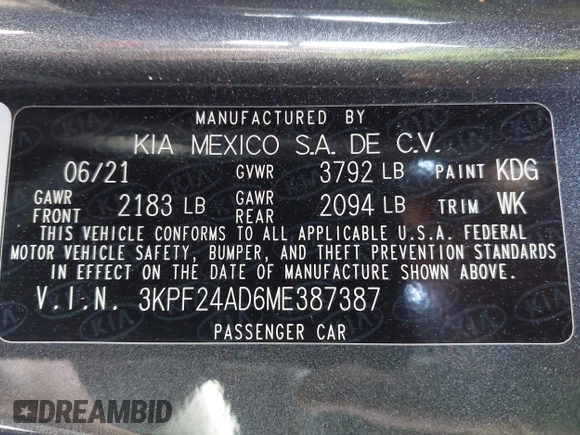 MANUFACTURED BY
KIA MEXICO S.A. DE C.V.
06/21 GVWR 3792 LB PAINT KDG
GAWR FRONT 2183 LB GAWR REAR 2094 LB TRIM WK
THIS VEHICLE CONFORMS TO ALL APPLICABLE U.S.A. FEDERAL
MOTOR VEHICLE SAFETY, BUMPER, AND THEFT PREVENTION STANDARDS
IN EFFECT ON THE DATE OF MANUFACTURE SHOWN ABOVE.
V.I.N. 3KPF24AD6ME387387
PASSENGER CAR
DREAMBID